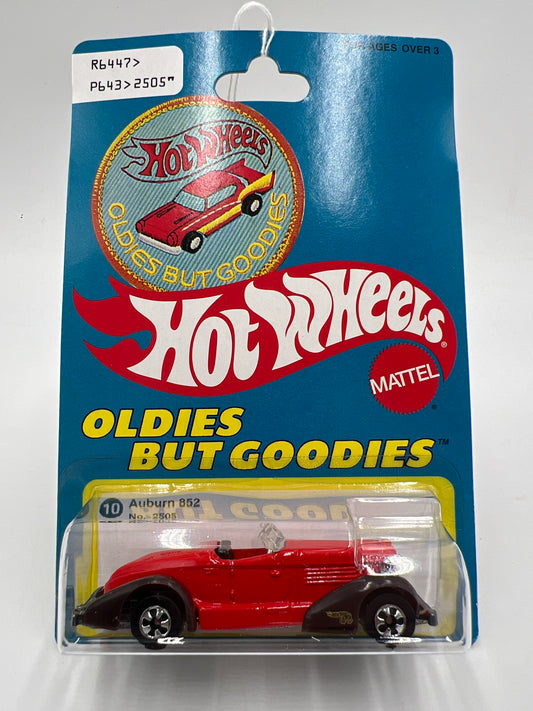 FOR AGES OVER 3
R6447>
P643>2505"
HOT WHEELS
OLDIES BUT GOODIES
HOT WHEELS®
MATTEL®
OLDIES
BUT GOODIES™
10 Auburn 852
No. 2505